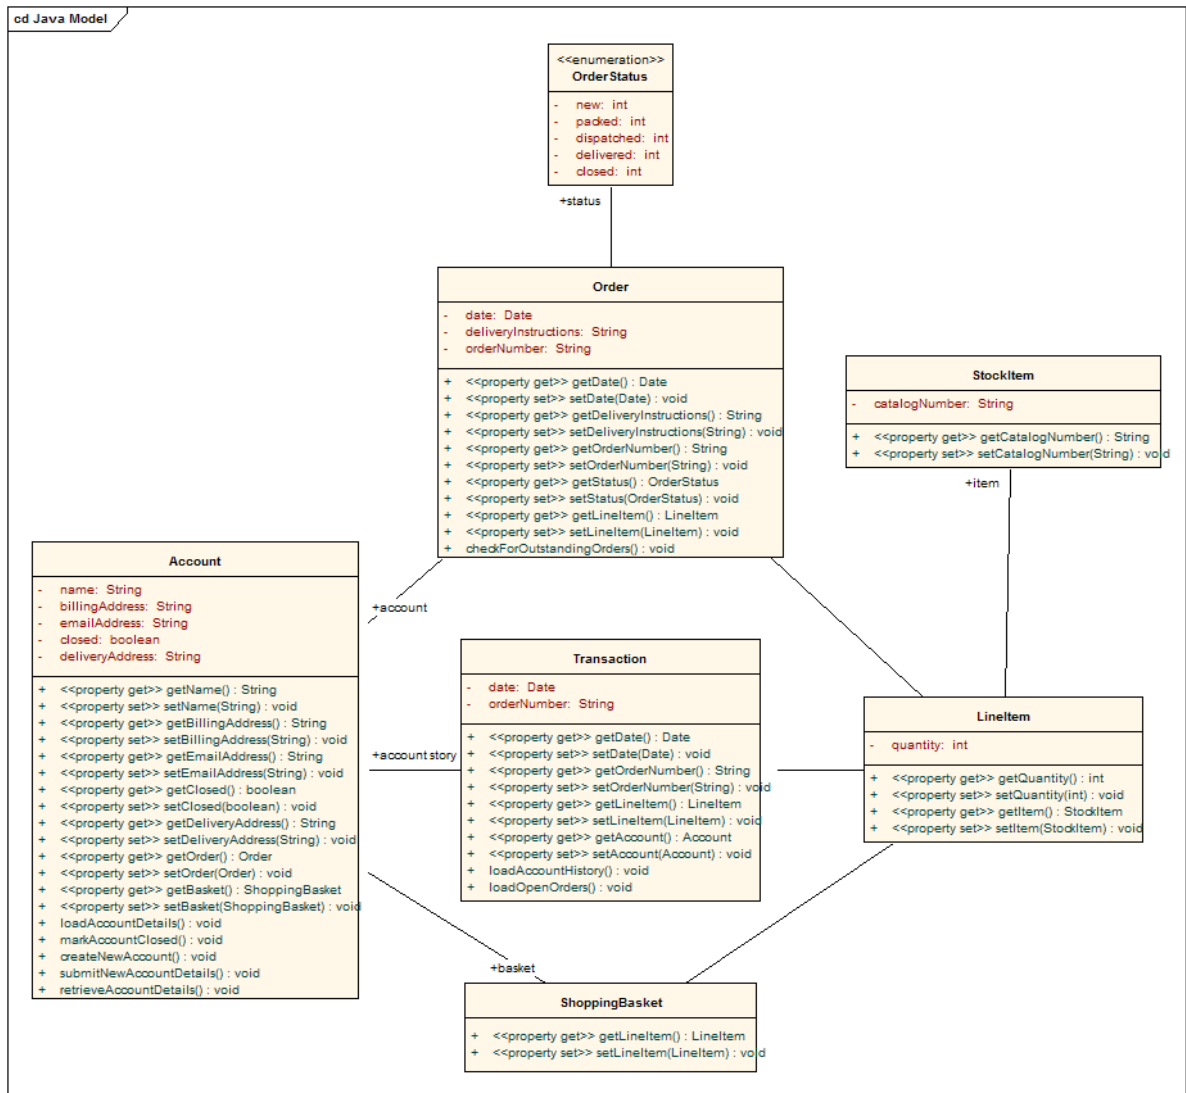 cd Java Model
<<enumeration>>
OrderStatus
- new: int
- packed: int
- dispatched: int
- delivered: int
- closed: int
+status
Order
- date: Date
- deliveryInstructions: String
- orderNumber: String
+ <<property get>> getDate() : Date
+ <<property set>> setDate(Date) : void
+ <<property get>> getDeliveryInstructions() : String
+ <<property set>> setDeliveryInstructions(String) : void
+ <<property get>> getOrderNumber() : String
+ <<property set>> setOrderNumber(String) : void
+ <<property get>> getStatus() : OrderStatus
+ <<property set>> setStatus(OrderStatus) : void
+ <<property get>> getLineItem() : LineItem
+ <<property set>> setLineItem(LineItem) : void
+ checkForOutstandingOrders() : void
StockItem
- catalogNumber: String
+ <<property get>> getCatalogNumber() : String
+ <<property set>> setCatalogNumber(String) : void
+item
Account
- name: String
- billingAddress: String
- emailAddress: String
- closed: boolean
- deliveryAddress: String
+ <<property get>> getName() : String
+ <<property set>> setName(String) : void
+ <<property get>> getBillingAddress() : String
+ <<property set>> setBillingAddress(String) : void
+ <<property get>> getEmailAddress() : String
+ <<property set>> setEmailAddress(String) : void
+ <<property get>> getClosed() : boolean
+ <<property set>> setClosed(boolean) : void
+ <<property get>> getDeliveryAddress() : String
+ <<property set>> setDeliveryAddress(String) : void
+ <<property get>> getOrder() : Order
+ <<property set>> setOrder(Order) : void
+ <<property get>> getBasket() : ShoppingBasket
+ <<property set>> setBasket(ShoppingBasket) : void
+ loadAccountDetails() : void
+ markAccountClosed() : void
+ createNewAccount() : void
+ submitNewAccountDetails() : void
+ retrieveAccountDetails() : void
+account
+account story
Transaction
- date: Date
- orderNumber: String
+ <<property get>> getDate() : Date
+ <<property set>> setDate(Date) : void
+ <<property get>> getOrderNumber() : String
+ <<property set>> setOrderNumber(String) : void
+ <<property get>> getLineItem() : LineItem
+ <<property set>> setLineItem(LineItem) : void
+ <<property get>> getAccount() : Account
+ <<property set>> setAccount(Account) : void
+ loadAccountHistory() : void
+ loadOpenOrders() : void
LineItem
- quantity: int
+ <<property get>> getQuantity() : int
+ <<property set>> setQuantity(int) : void
+ <<property get>> getItem() : StockItem
+ <<property set>> setItem(StockItem) : void
+basket
ShoppingBasket
+ <<property get>> getLineItem() : LineItem
+ <<property set>> setLineItem(LineItem) : void